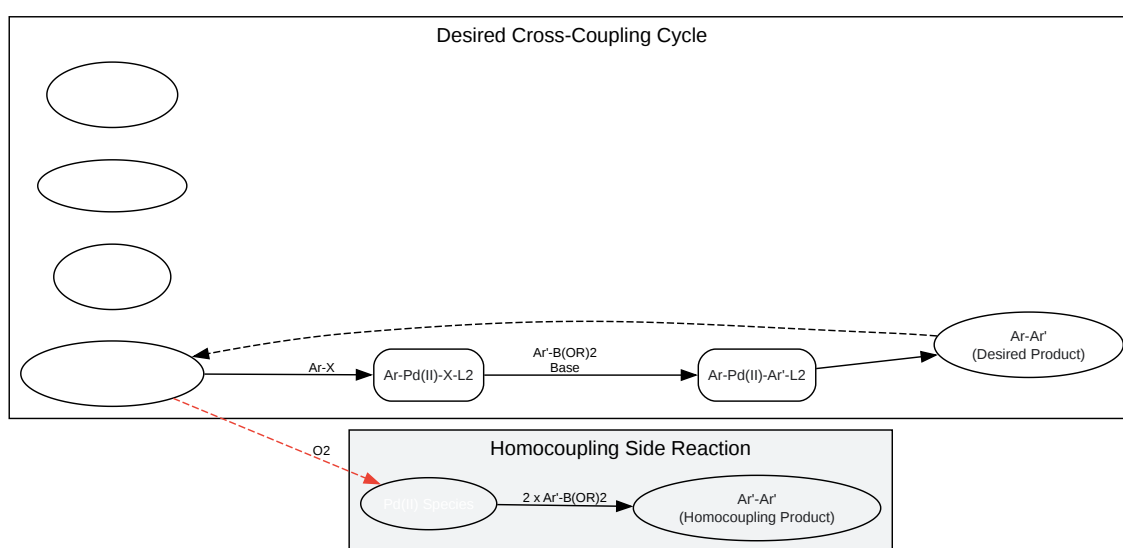 Desired Cross-Coupling Cycle
Ar-Ar'
(Desired Product)
Ar'-B(OR)2
Base
Ar-X
Ar-Pd(II)-X-L2
Ar-Pd(II)-Ar'-L2
O2
Homocoupling Side Reaction
Pd(II) Species
2 x Ar'-B(OR)2
Ar'-Ar'
(Homocoupling Product)